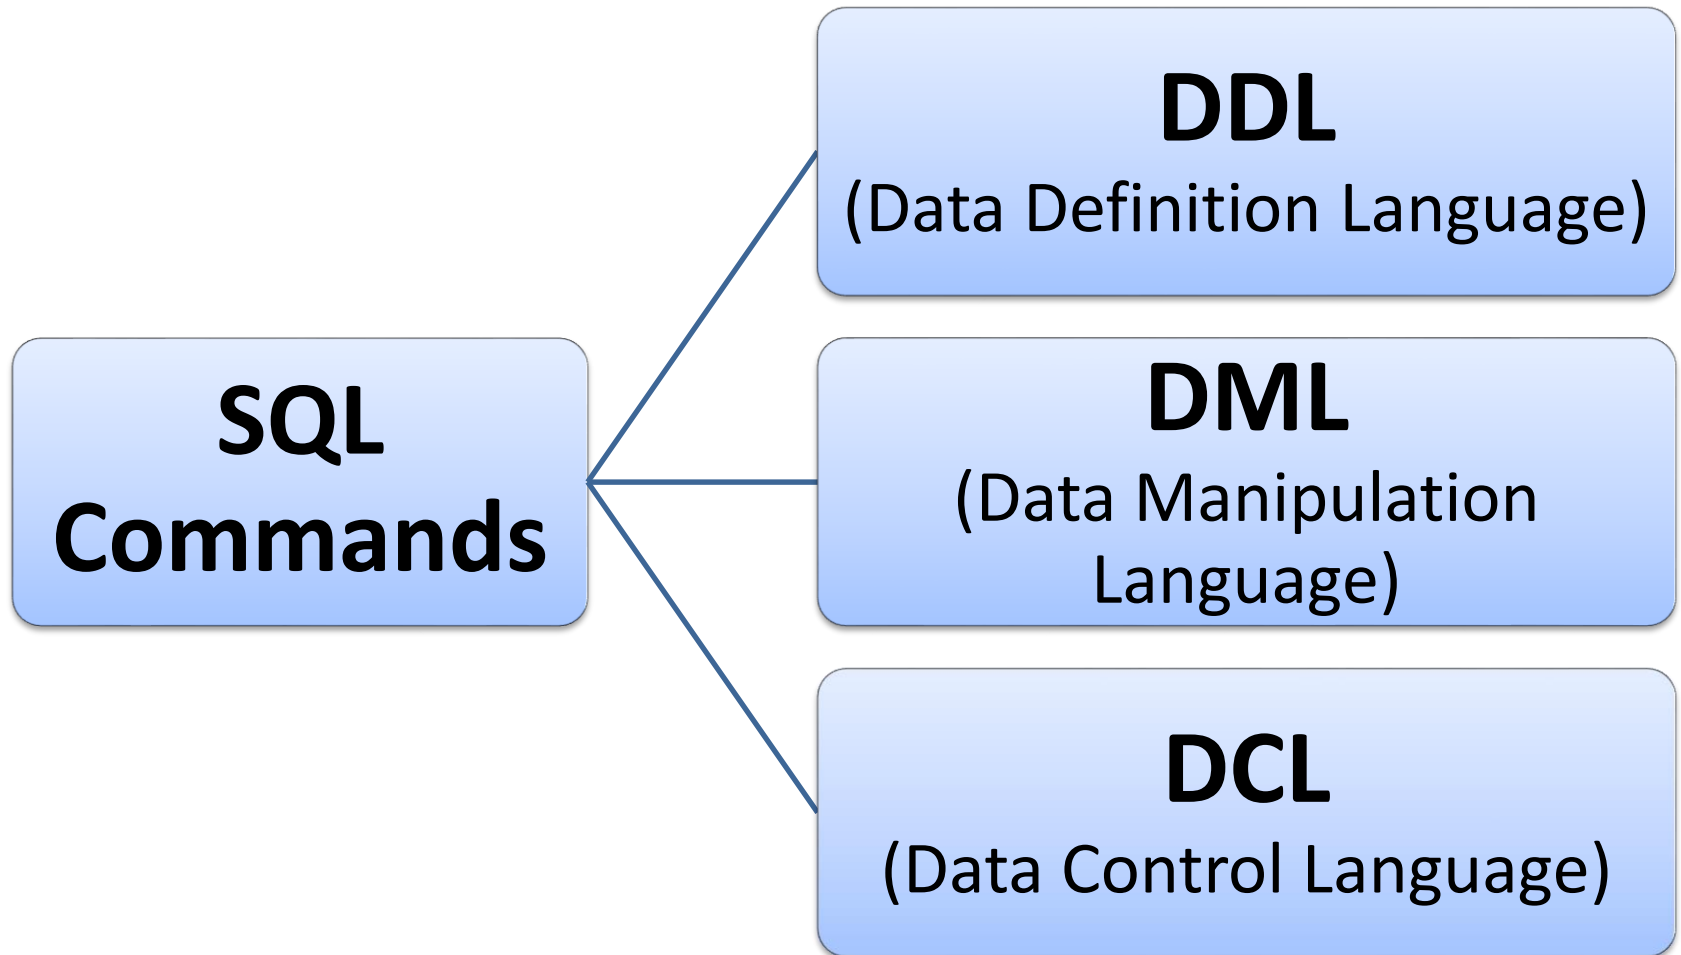 SQL
Commands
DDL
(Data Definition Language)
DML
(Data Manipulation
Language)
DCL
(Data Control Language)